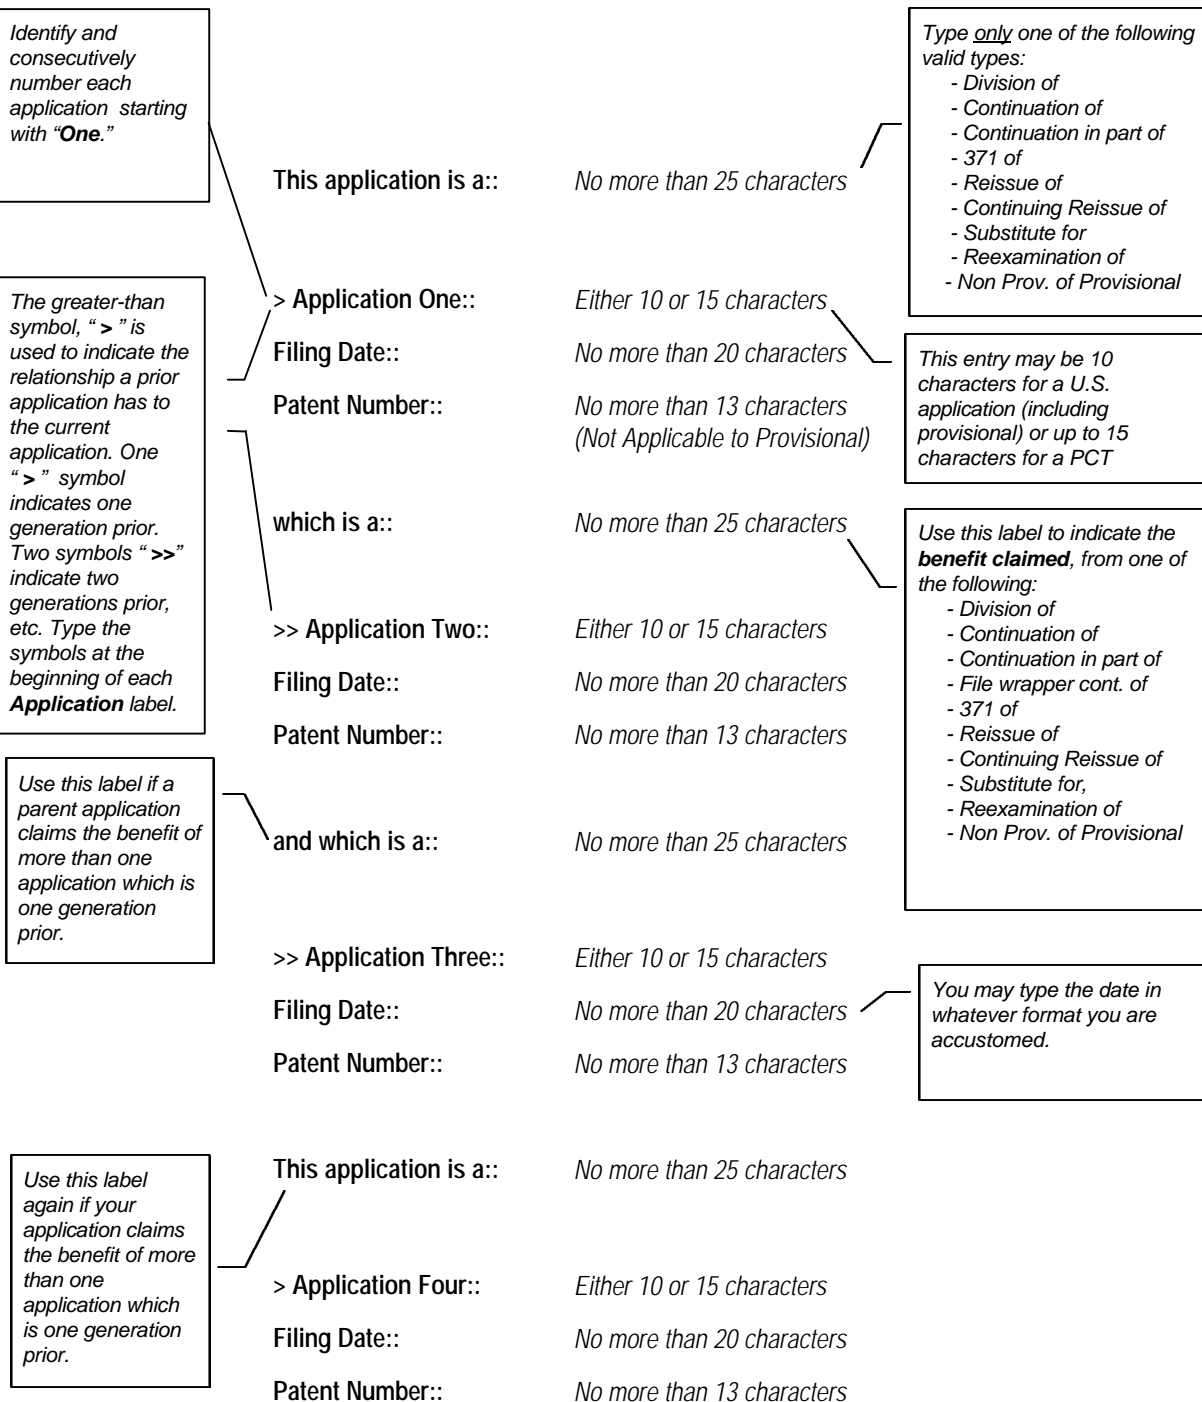 Identify and
consecutively
number each
application  starting
with “One.”
The greater-than
symbol, “ > ” is
used to indicate the
relationship a prior
application has to
the current
application. One
“ > ”  symbol
indicates one
generation prior.
Two symbols “ >>”
indicate two
generations prior,
etc. Type the
symbols at the
beginning of each
Application label.
Use this label if a
parent application
claims the benefit of
more than one
application which is
one generation
prior.
Use this label
again if your
application claims
the benefit of more
than one
application which
is one generation
prior.
This application is a:: No more than 25 characters
> Application One:: Either 10 or 15 characters
Filing Date:: No more than 20 characters
Patent Number:: No more than 13 characters
(Not Applicable to Provisional)
which is a:: No more than 25 characters
>> Application Two:: Either 10 or 15 characters
Filing Date:: No more than 20 characters
Patent Number:: No more than 13 characters
and which is a:: No more than 25 characters
>> Application Three:: Either 10 or 15 characters
Filing Date:: No more than 20 characters
Patent Number:: No more than 13 characters
This application is a:: No more than 25 characters
> Application Four:: Either 10 or 15 characters
Filing Date:: No more than 20 characters
Patent Number:: No more than 13 characters
Type only one of the following
valid types:
- Division of
- Continuation of
- Continuation in part of
- 371 of
- Reissue of
- Continuing Reissue of
- Substitute for
- Reexamination of
- Non Prov. of Provisional
This entry may be 10
characters for a U.S.
application (including
provisional) or up to 15
characters for a PCT
Use this label to indicate the
benefit claimed, from one of
the following:
- Division of
- Continuation of
- Continuation in part of
- File wrapper cont. of
- 371 of
- Reissue of
- Continuing Reissue of
- Substitute for,
- Reexamination of
- Non Prov. of Provisional
You may type the date in
whatever format you are
accustomed.